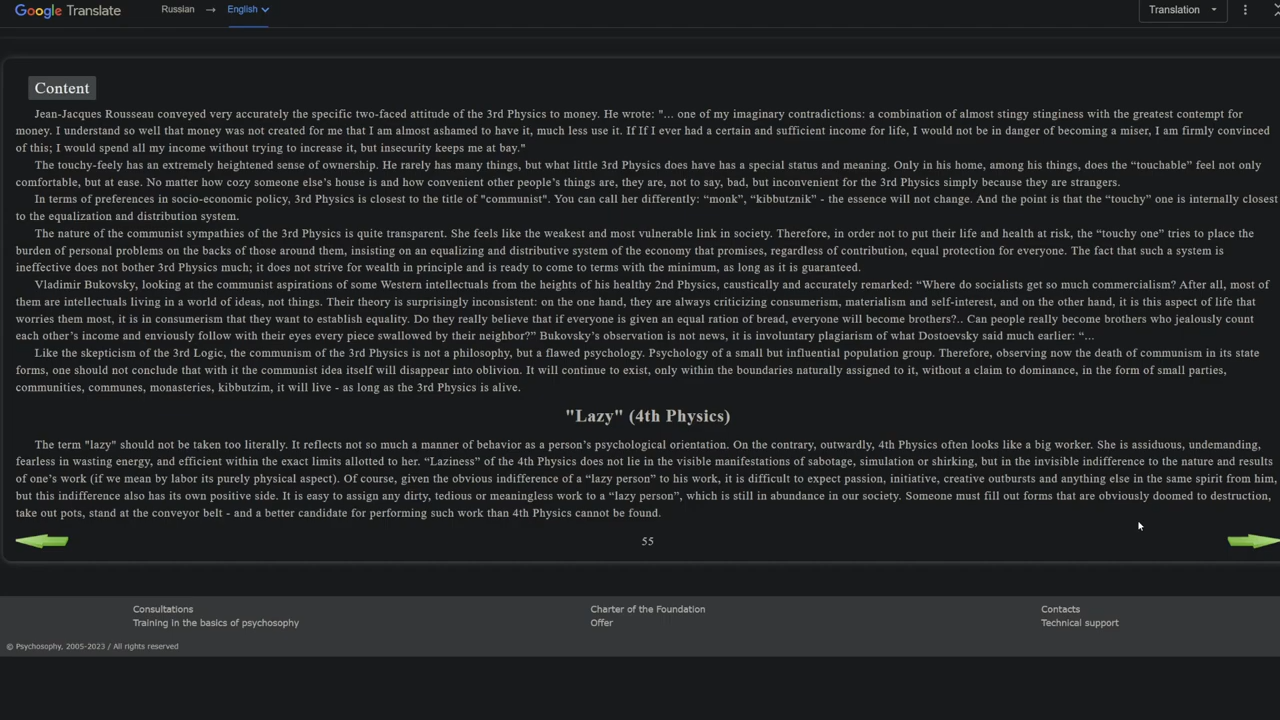 Google Translate
Russian → English
Translation
Content
Jean-Jacques Rousseau conveyed very accurately the specific two-faced attitude of the 3rd Physics to money. He wrote: "... one of my imaginary contradictions: a combination of almost stingy stinginess with the greatest contempt for
money. I understand so well that money was not created for me that I am almost ashamed to have it, much less use it. If If I ever had a certain and sufficient income for life, I would not be in danger of becoming a miser, I am firmly convinced
of this; I would spend all my income without trying to increase it, but insecurity keeps me at bay."
The touchy-feely has an extremely heightened sense of ownership. He rarely has many things, but what little 3rd Physics does have has a special status and meaning. Only in his home, among his things, does the “touchable” feel not only
comfortable, but at ease. No matter how cozy someone else’s house is and how convenient other people’s things are, they are, not to say, bad, but inconvenient for the 3rd Physics simply because they are strangers.
In terms of preferences in socio-economic policy, 3rd Physics is closest to the title of "communist". You can call her differently: “monk”, “kibbutznik” - the essence will not change. And the point is that the “touchy” one is internally closest
to the equalization and distribution system.
The nature of the communist sympathies of the 3rd Physics is quite transparent. She feels like the weakest and most vulnerable link in society. Therefore, in order not to put their life and health at risk, the “touchy one” tries to place the
burden of personal problems on the backs of those around them, insisting on an equalizing and distributive system of the economy that promises, regardless of contribution, equal protection for everyone. The fact that such a system is
ineffective does not bother 3rd Physics much; it does not strive for wealth in principle and is ready to come to terms with the minimum, as long as it is guaranteed.
Vladimir Bukovsky, looking at the communist aspirations of some Western intellectuals from the heights of his healthy 2nd Physics, caustically and accurately remarked: “Where do socialists get so much commercialism? After all, most of
them are intellectuals living in a world of ideas, not things. Their theory is surprisingly inconsistent: on the one hand, they are always criticizing consumerism, materialism and self-interest, and on the other hand, it is this aspect of life that
worries them most, it is in consumerism that they want to establish equality. Do they really believe that if everyone is given an equal ration of bread, everyone will become brothers?.. Can people really become brothers who jealously count
each other’s income and enviously follow with their eyes every piece swallowed by their neighbor?” Bukovsky’s observation is not news, it is involuntary plagiarism of what Dostoevsky said much earlier: “...
Like the skepticism of the 3rd Logic, the communism of the 3rd Physics is not a philosophy, but a flawed psychology. Psychology of a small but influential population group. Therefore, observing now the death of communism in its state
forms, one should not conclude that with it the communist idea itself will disappear into oblivion. It will continue to exist, only within the boundaries naturally assigned to it, without a claim to dominance, in the form of small parties,
communities, communes, monasteries, kibbutzim, it will live - as long as the 3rd Physics is alive.
"Lazy" (4th Physics)
The term "lazy" should not be taken too literally. It reflects not so much a manner of behavior as a person’s psychological orientation. On the contrary, outwardly, 4th Physics often looks like a big worker. She is assiduous, undemanding,
fearless in wasting energy, and efficient within the exact limits allotted to her. “Laziness” of the 4th Physics does not lie in the visible manifestations of sabotage, simulation or shirking, but in the invisible indifference to the nature and results
of one’s work (if we mean by labor its purely physical aspect). Of course, given the obvious indifference of a “lazy person” to his work, it is difficult to expect passion, initiative, creative outbursts and anything else in the same spirit from him,
but this indifference also has its own positive side. It is easy to assign any dirty, tedious or meaningless work to a “lazy person”, which is still in abundance in our society. Someone must fill out forms that are obviously doomed to destruction,
take out pots, stand at the conveyor belt - and a better candidate for performing such work than 4th Physics cannot be found.
55
Consultations
Training in the basics of psychosophy
Charter of the Foundation
Offer
Contacts
Technical support
© Psychosophy, 2005-2023 / All rights reserved